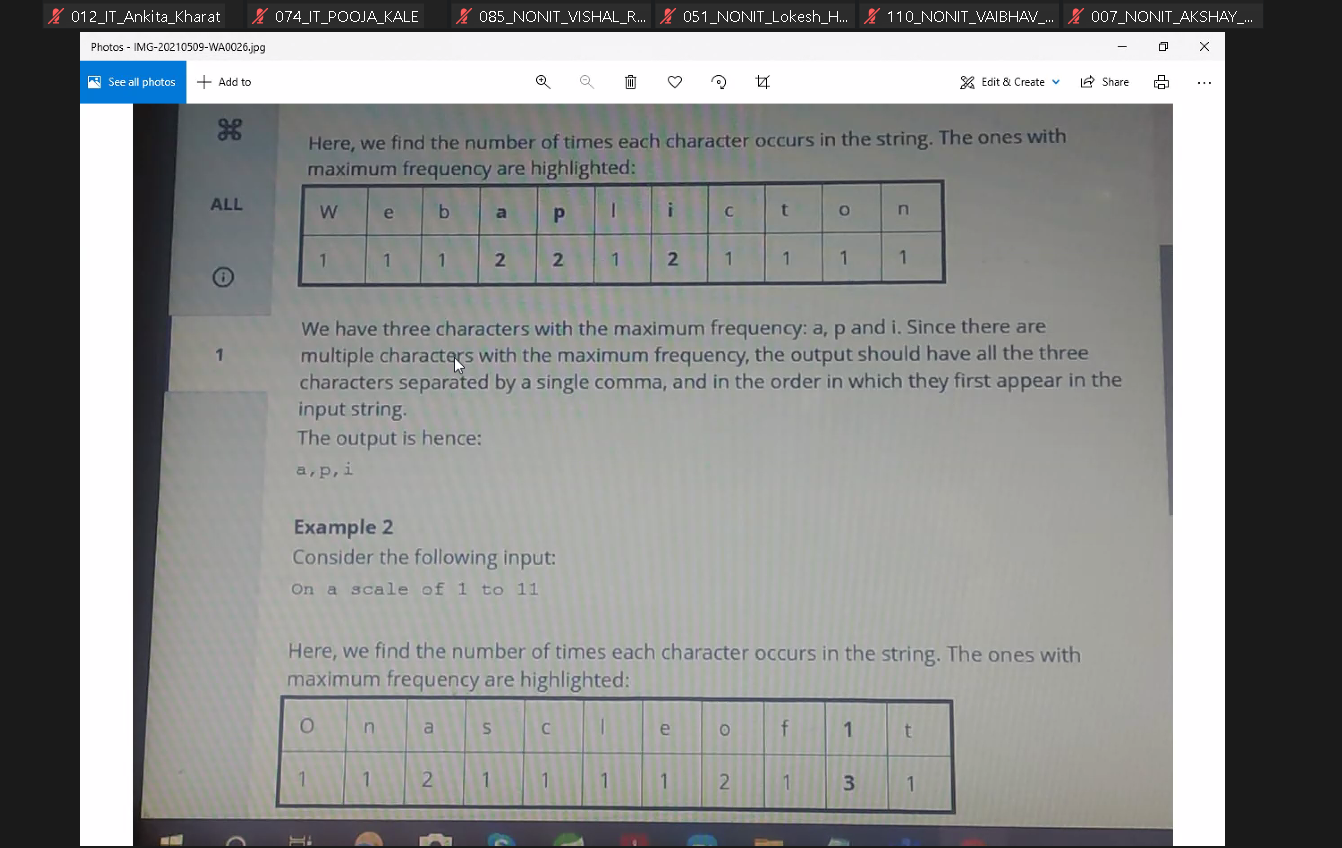 012_IT_Ankita_Kharat 074_IT_POOJA_KALE 085_NONIT_VISHAL_R... 051_NONIT_Lokesh_H... 110_NONIT_VAIBHAV_... 007_NONIT_AKSHAY_...
Photos - IMG-20210509-WA0026.jpg
See all photos + Add to Edit & Create Share ...
Here, we find the number of times each character occurs in the string. The ones with
maximum frequency are highlighted:
ALL
W e b a p l i c t o n
1 1 1 2 2 1 2 1 1 1 1
We have three characters with the maximum frequency: a, p and i. Since there are
1
multiple characters with the maximum frequency, the output should have all the three
characters separated by a single comma, and in the order in which they first appear in the
input string.
The output is hence:
a,p,i
Example 2
Consider the following input:
On a scale of 1 to 11
Here, we find the number of times each character occurs in the string. The ones with
maximum frequency are highlighted:
O n a s c l e o f 1 t
1 1 2 1 1 1 1 2 1 3 1